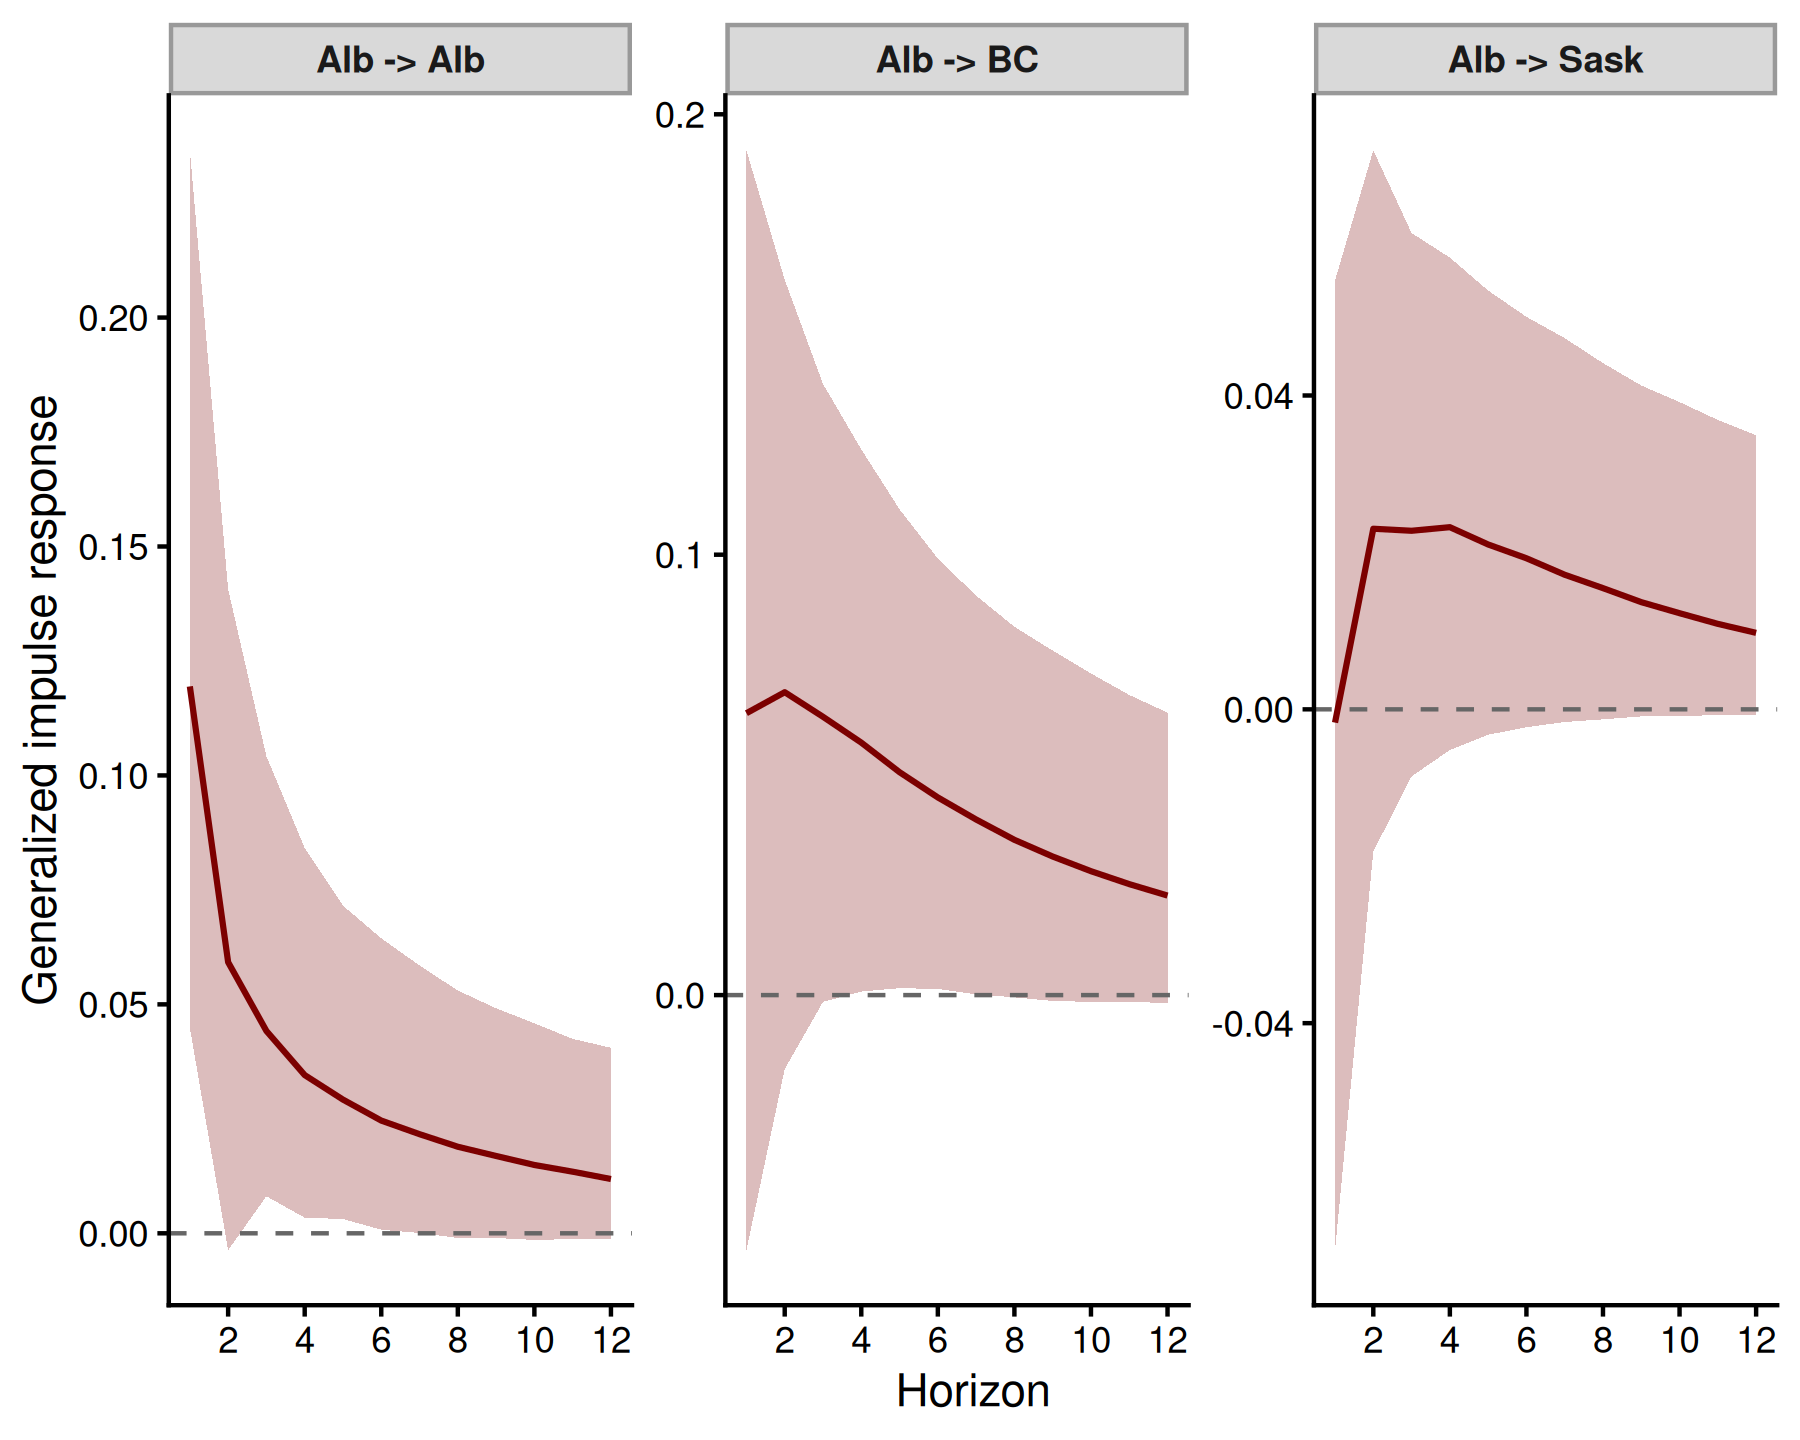 Alb -> Alb
Alb -> BC
Alb -> Sask
Generalized impulse response
0.20
0.15
0.10
0.05
0.00
0.2
0.1
0.0
0.04
0.00
-0.04
2 4 6 8 10 12
2 4 6 8 10 12
2 4 6 8 10 12
Horizon